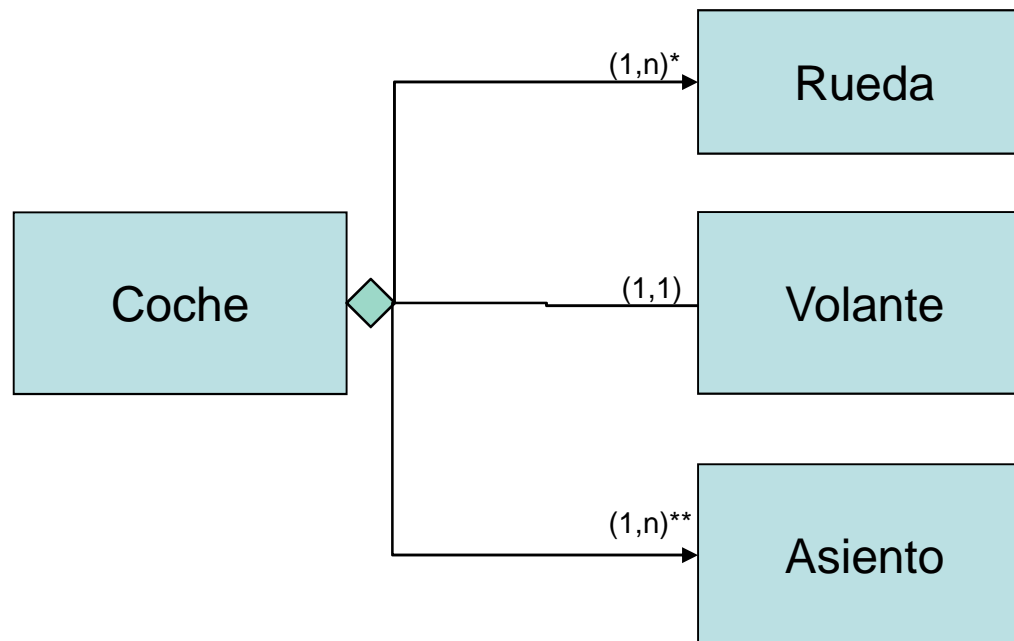 (1,n)*
Rueda
Coche
(1,1)
Volante
(1,n)**
Asiento